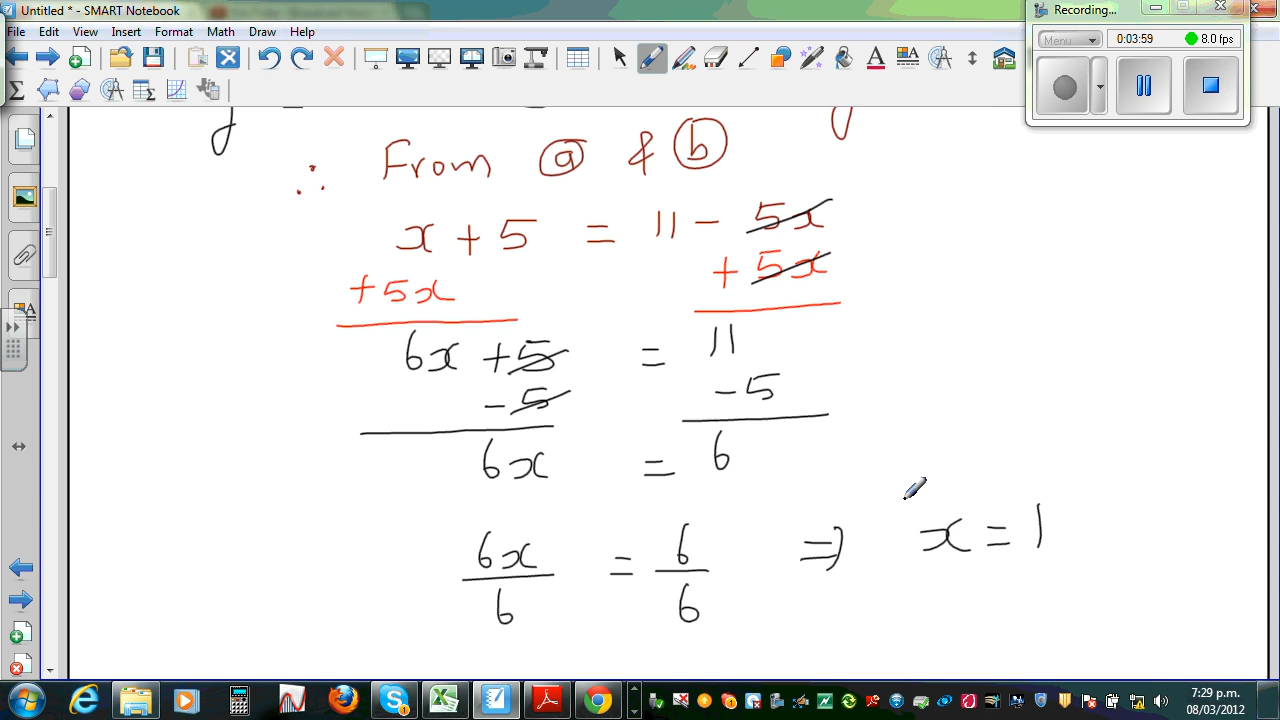 Untitled * - SMART Notebook
Recording...
File Edit View Insert Format Math Draw Help
Menu 0:03:59 8.0 fps
∴ From ⓐ & ⓑ
x + 5 = 11 - 5x
+ 5x + 5x
6x + 5 = 11
- 5 - 5
6x = 6
6x/6 = 6/6 ⇒ x = 1
7:29 p.m.
08/03/2012